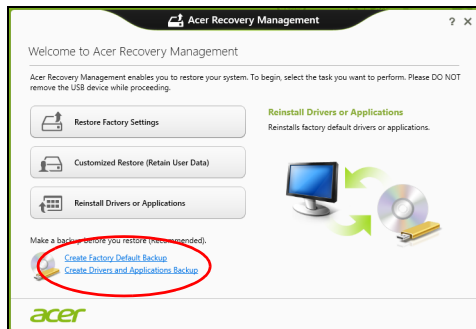 Acer Recovery Management
? X
Welcome to Acer Recovery Management
Acer Recovery Management enables you to restore your system. To begin, select the task you want to perform. Please DO NOT
remove the USB device while proceeding.
Restore Factory Settings
Customized Restore (Retain User Data)
Reinstall Drivers or Applications
Reinstall Drivers or Applications
Reinstalls factory default drivers or applications.
Make a backup before you restore (Recommended).
Create Factory Default Backup
Create Drivers and Applications Backup
acer